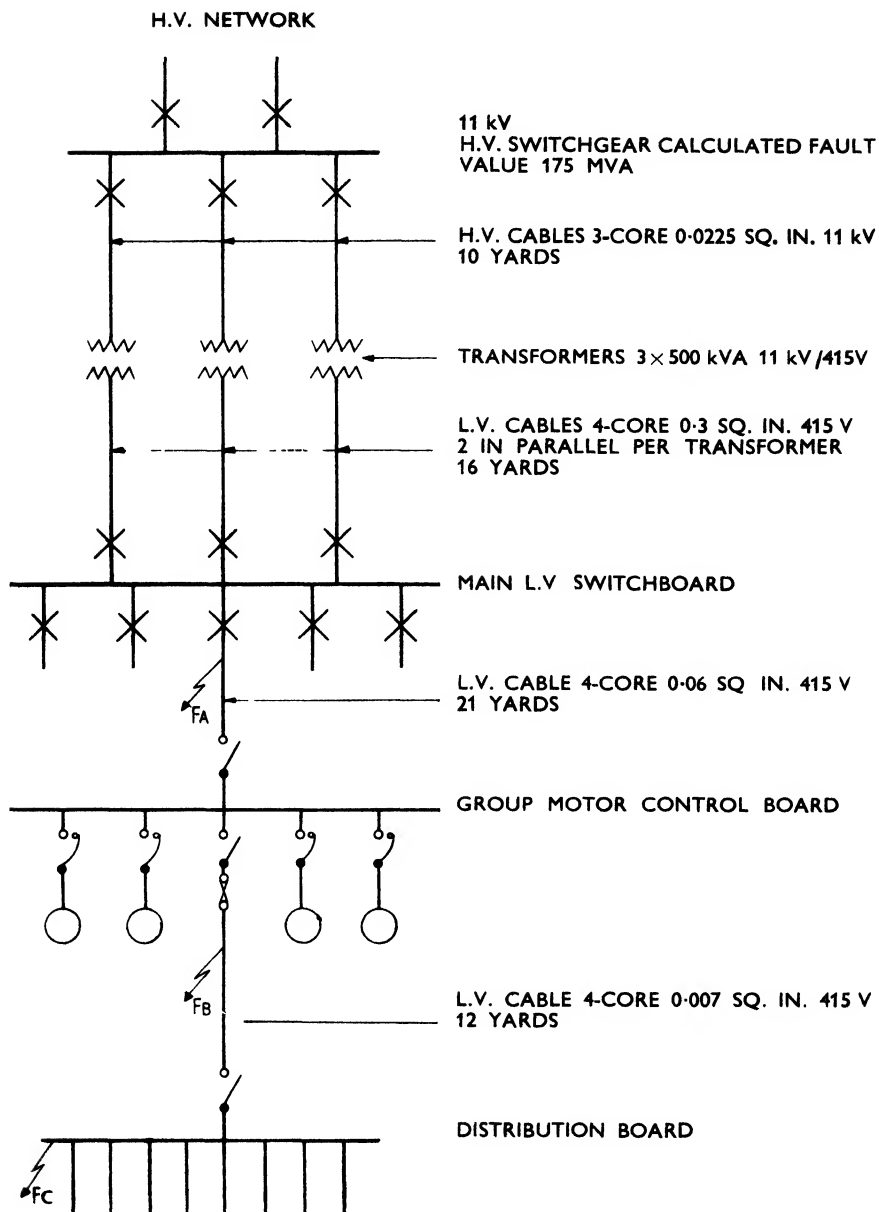 H.V. NETWORK
11 kV
H.V. SWITCHGEAR CALCULATED FAULT
VALUE 175 MVA
H.V. CABLES 3-CORE 0·0225 SQ. IN. 11 kV
10 YARDS
TRANSFORMERS 3 × 500 kVA 11 kV/415V
L.V. CABLES 4-CORE 0·3 SQ. IN. 415 V
2 IN PARALLEL PER TRANSFORMER
16 YARDS
MAIN L.V SWITCHBOARD
L.V. CABLE 4-CORE 0·06 SQ IN. 415 V
21 YARDS
FA
GROUP MOTOR CONTROL BOARD
FB
L.V. CABLE 4-CORE 0·007 SQ. IN. 415 V
12 YARDS
DISTRIBUTION BOARD
FC